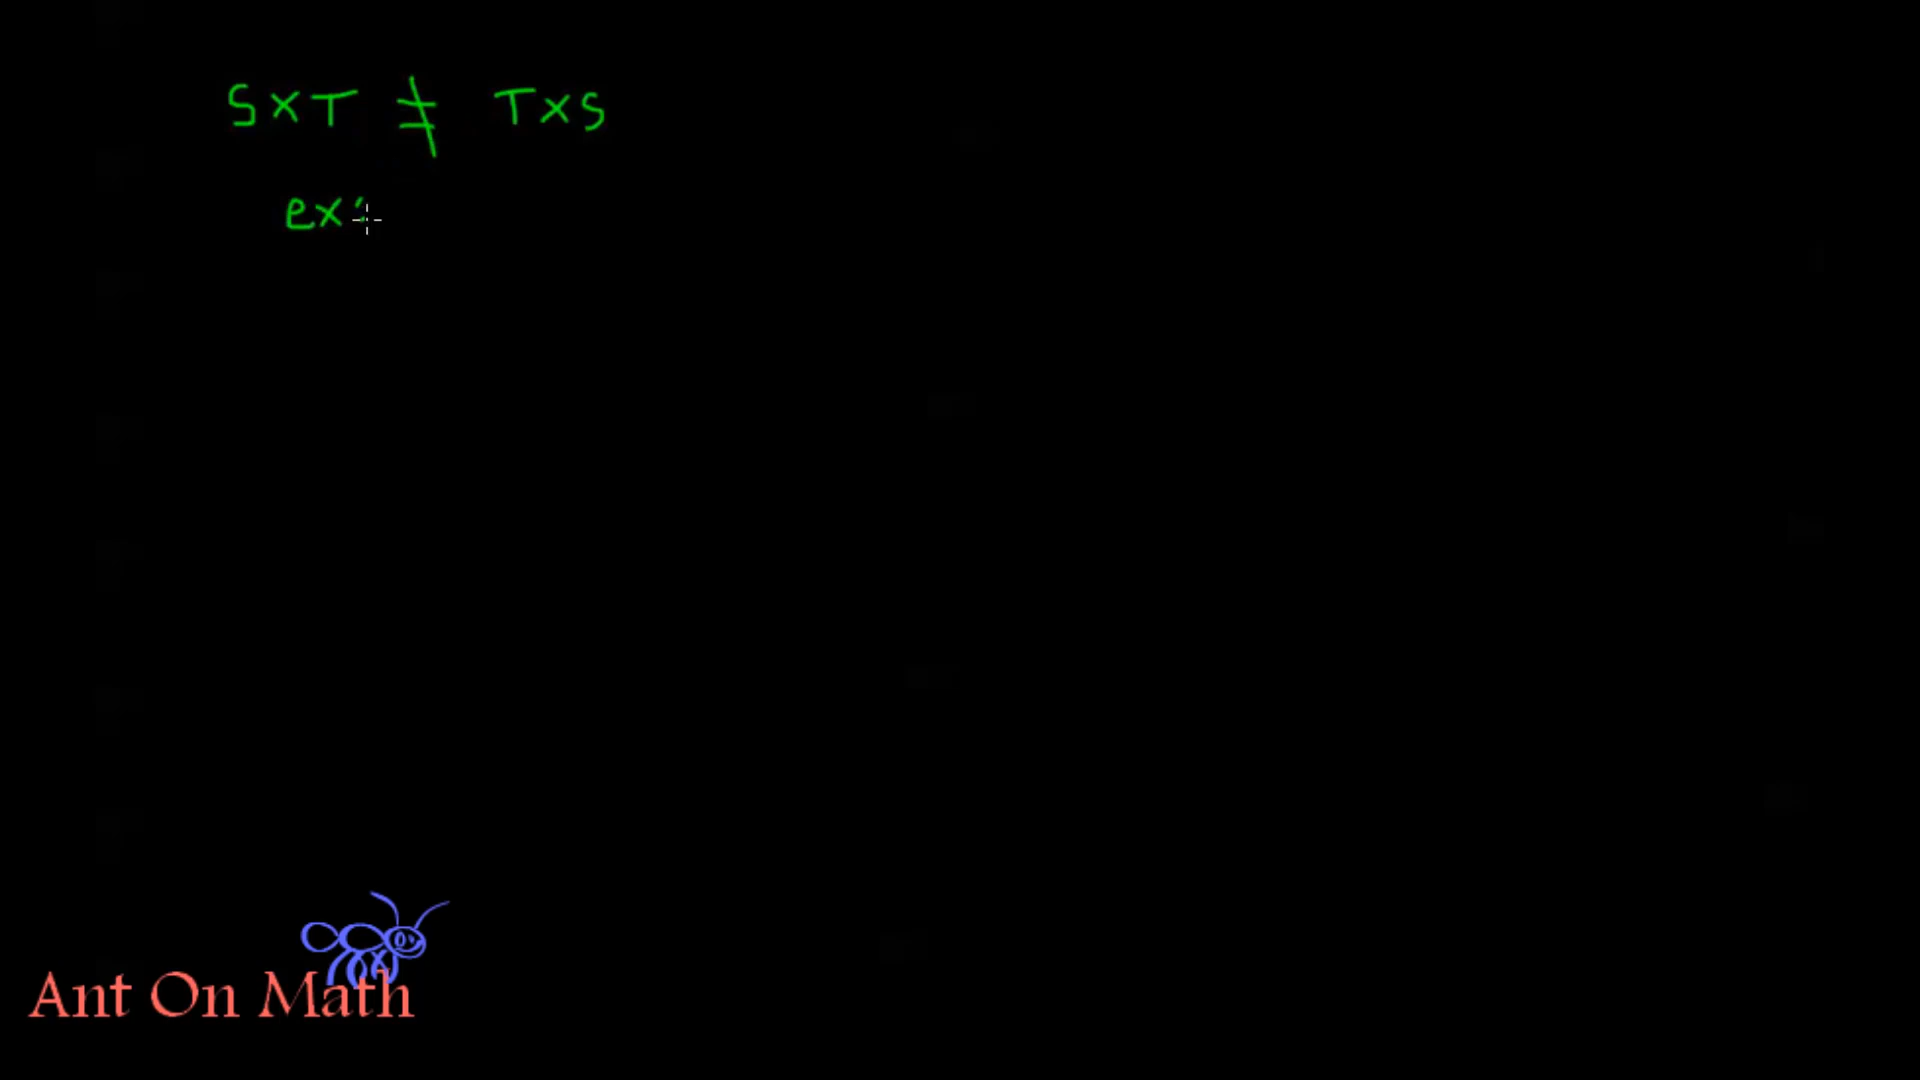 S×T ≠ T×S
ex:
Ant On Math